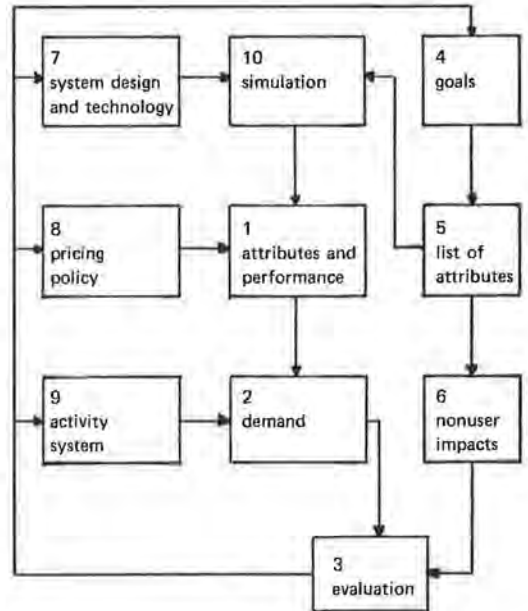 7
system design
and technology
10
simulation
4
goals
8
pricing
policy
1
attributes and
performance
5
list of
attributes
9
activity
system
2
demand
6
nonuser
impacts
3
evaluation